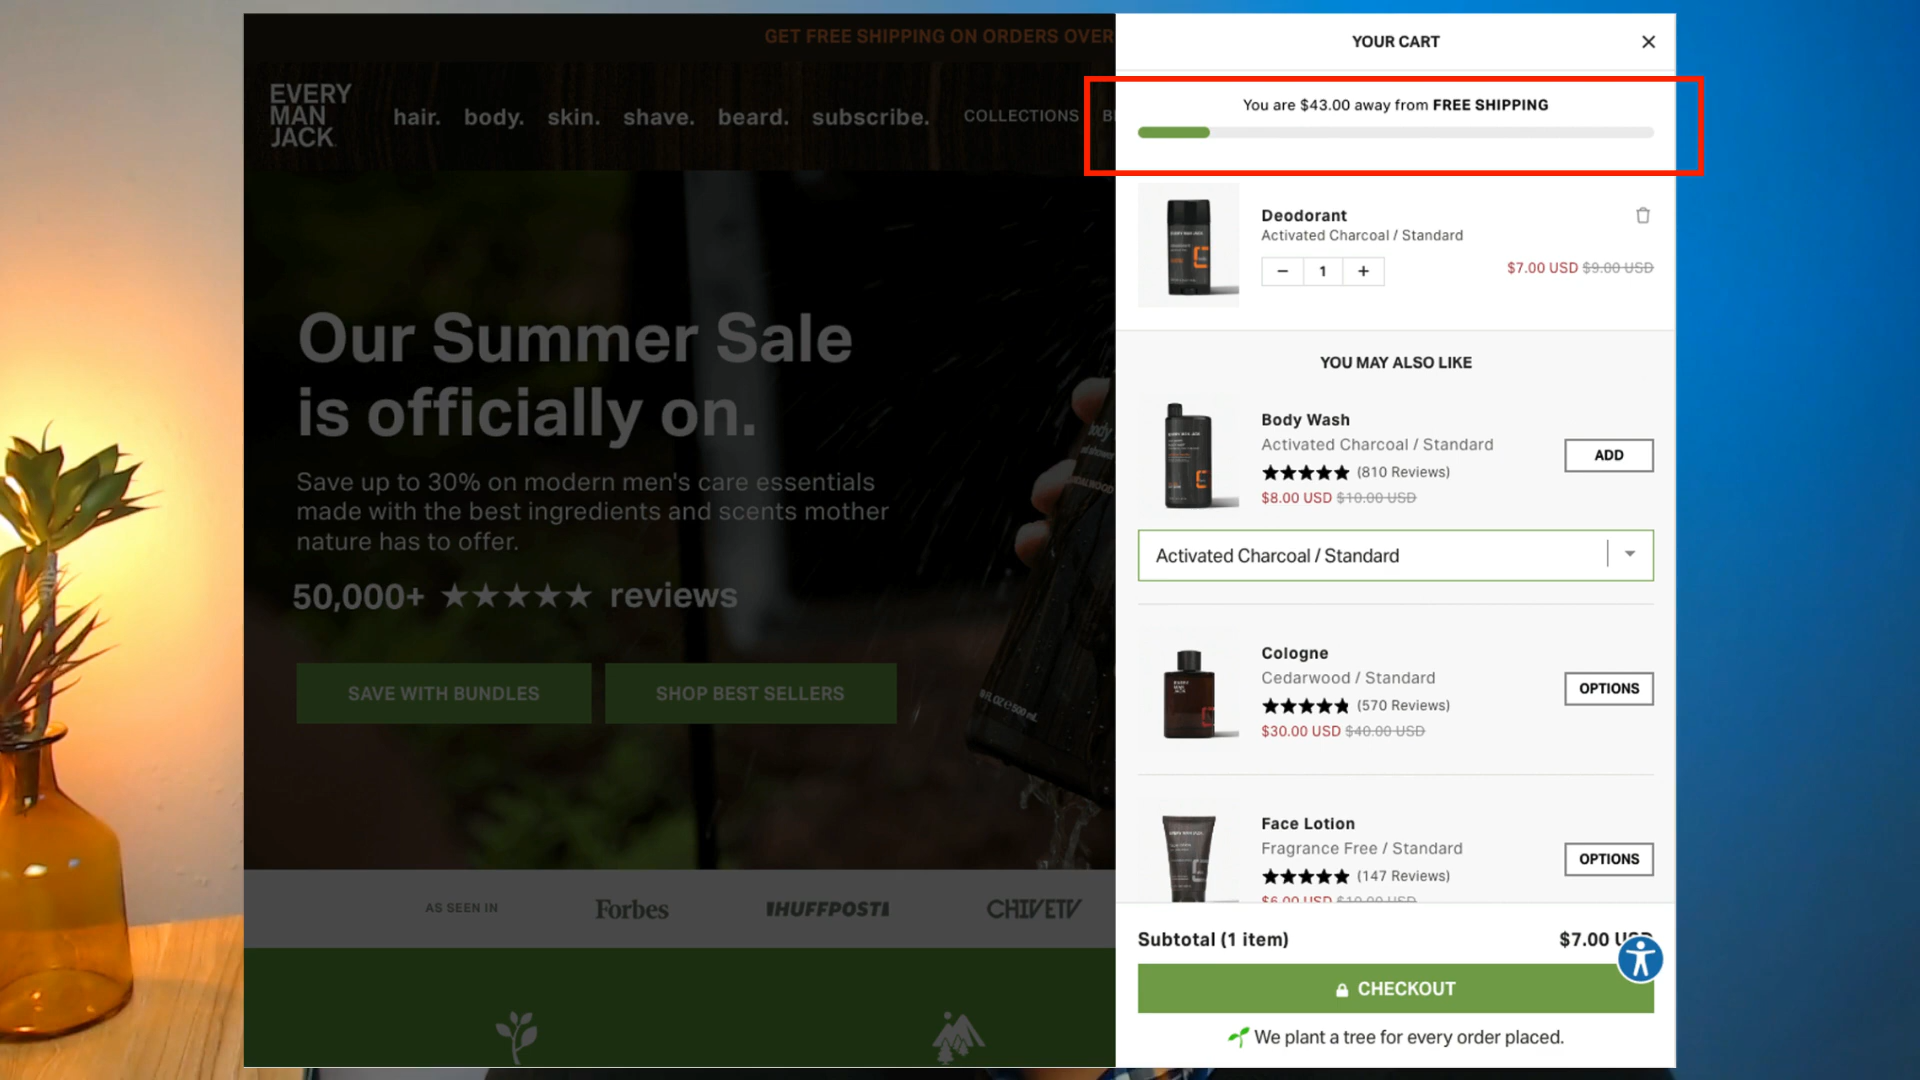 GET FREE SHIPPING ON ORDERS OVER
EVERY
MAN
JACK
hair. body. skin. shave. beard. subscribe. COLLECTIONS
Our Summer Sale
is officially on.
Save up to 30% on modern men's care essentials
made with the best ingredients and scents mother
nature has to offer.
50,000+ ★★★★★ reviews
SAVE WITH BUNDLES
SHOP BEST SELLERS
AS SEEN IN
Forbes
HUFFPOST
CHIVETV
YOUR CART
You are $43.00 away from FREE SHIPPING
Deodorant
Activated Charcoal / Standard
− 1 +
$7.00 USD $9.00 USD
YOU MAY ALSO LIKE
Body Wash
Activated Charcoal / Standard
★★★★★ (810 Reviews)
$8.00 USD $10.00 USD
ADD
Activated Charcoal / Standard
Cologne
Cedarwood / Standard
★★★★★ (570 Reviews)
$30.00 USD $40.00 USD
OPTIONS
Face Lotion
Fragrance Free / Standard
★★★★★ (147 Reviews)
$6.00 USD $10.00 USD
OPTIONS
Subtotal (1 item)
$7.00 USD
CHECKOUT
We plant a tree for every order placed.